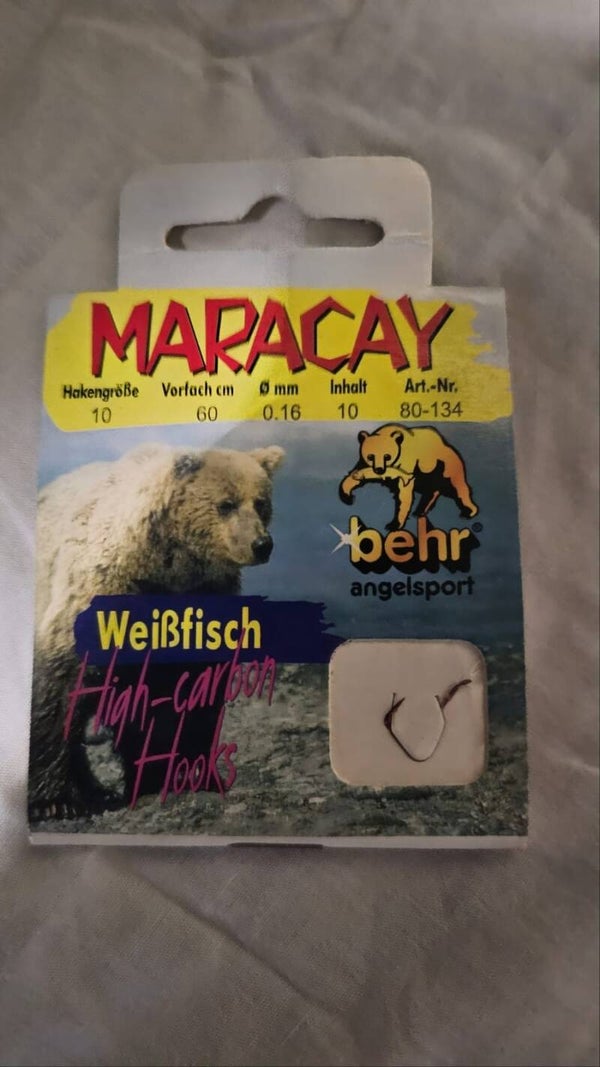 MARACAY
Hakengröße Vorfach cm Ø mm Inhalt Art.-Nr.
10 60 0.16 10 80-134
behr®
angelsport
Weißfisch
High-carbon
Hooks